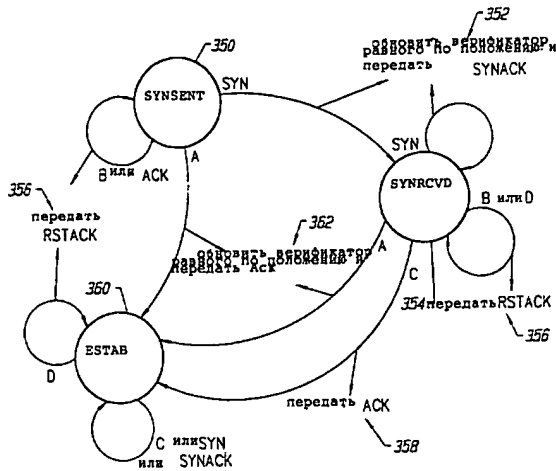 352
350
обновить верификатор
равного по положению и
передать
SYNACK
SYNSENT
SYN
A
B или ACK
SYN
SYNRCVD
B или D
356
передать
RSTACK
362
обновить верификатор
равного по положению и
передать Ack
A
C
354 передать RSTACK
356
360
ESTAB
D
передать ACK
358
C или SYN
или SYNACK